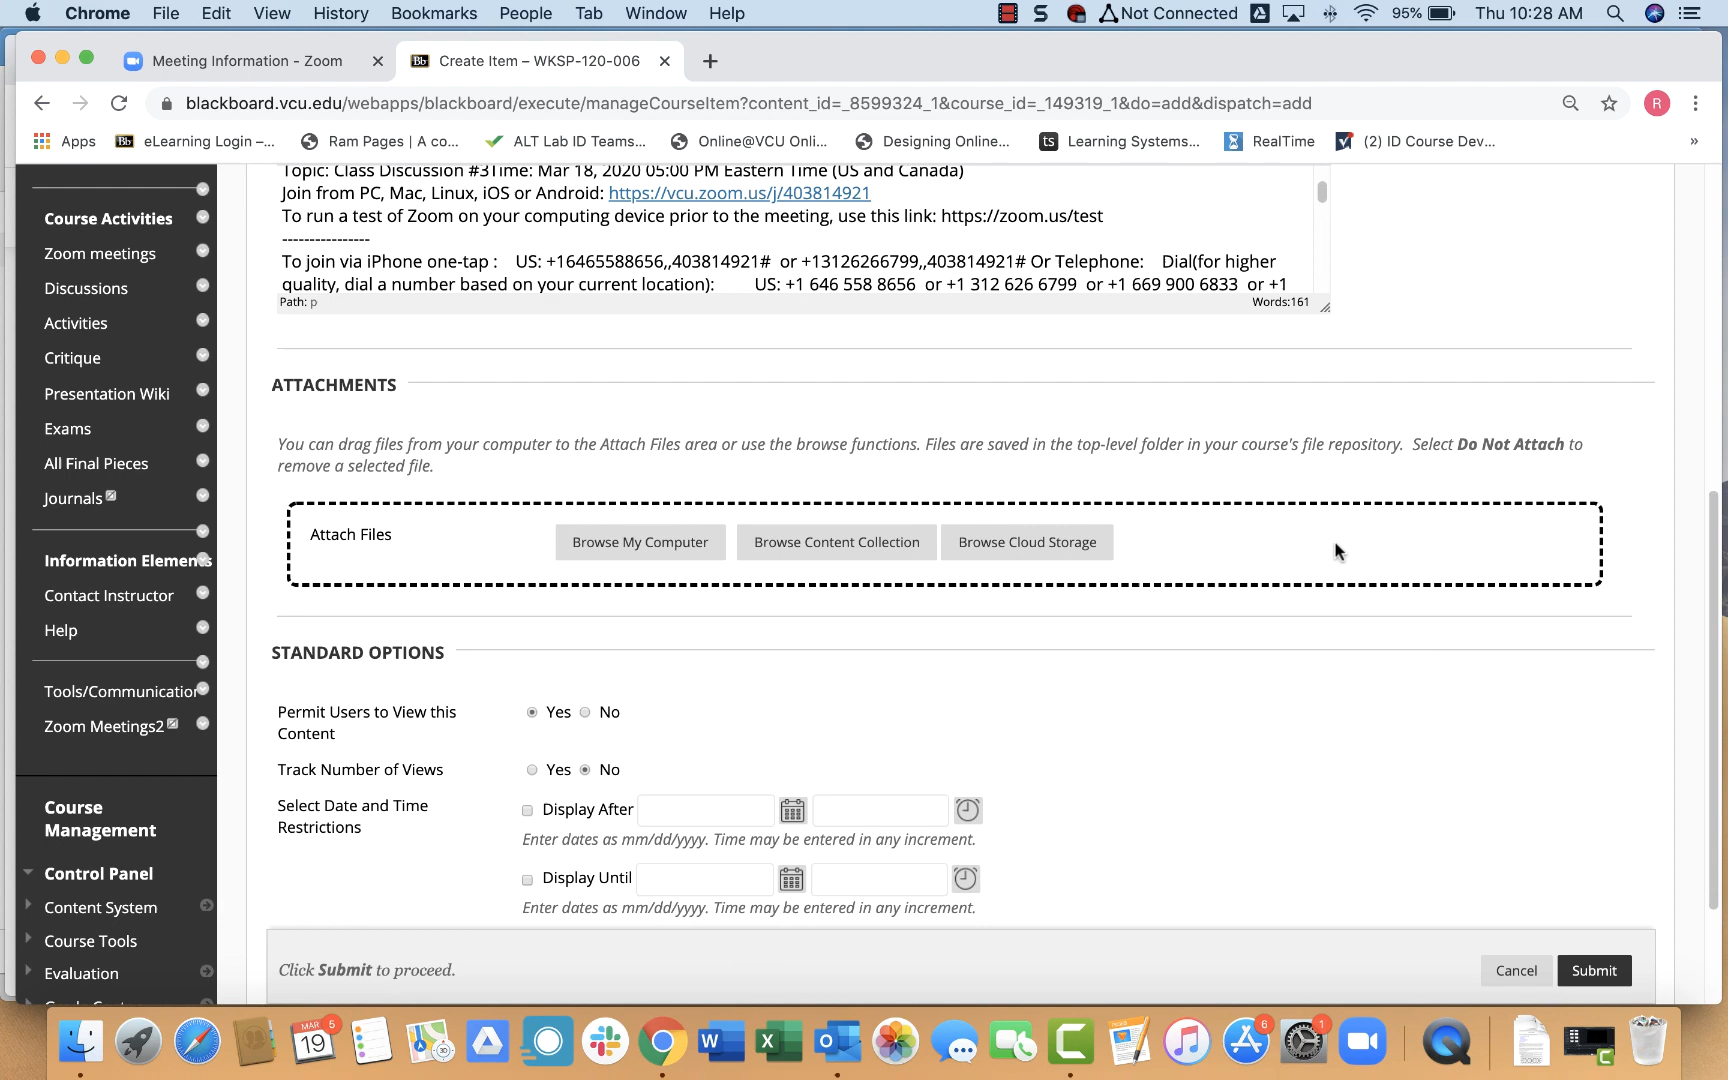 Chrome File Edit View History Bookmarks People Tab Window Help
Not Connected 95% Thu 10:28 AM
Meeting Information - Zoom
Bb Create Item – WKSP-120-006
blackboard.vcu.edu/webapps/blackboard/execute/manageCourseItem?content_id=_8599324_1&course_id=_149319_1&do=add&dispatch=add
R
Apps
Bb eLearning Login –...
Ram Pages | A co...
ALT Lab ID Teams...
Online@VCU Onli...
Designing Online...
ts Learning Systems...
RealTime
(2) ID Course Dev...
»
Course Activities
Zoom meetings
Discussions
Activities
Critique
Presentation Wiki
Exams
All Final Pieces
Journals
Information Elements
Contact Instructor
Help
Tools/Communication
Zoom Meetings2
Course
Management
Control Panel
Content System
Course Tools
Evaluation
Topic: Class Discussion #3Time: Mar 18, 2020 05:00 PM Eastern Time (US and Canada)
Join from PC, Mac, Linux, iOS or Android: https://vcu.zoom.us/j/403814921
To run a test of Zoom on your computing device prior to the meeting, use this link: https://zoom.us/test
----------------
To join via iPhone one-tap : US: +16465588656,,403814921# or +13126266799,,403814921# Or Telephone: Dial(for higher
quality, dial a number based on your current location): US: +1 646 558 8656 or +1 312 626 6799 or +1 669 900 6833 or +1
Path: p Words:161
ATTACHMENTS
You can drag files from your computer to the Attach Files area or use the browse functions. Files are saved in the top-level folder in your course's file repository. Select Do Not Attach to
remove a selected file.
Attach Files
Browse My Computer
Browse Content Collection
Browse Cloud Storage
STANDARD OPTIONS
Permit Users to View this
Content
Yes No
Track Number of Views
Yes No
Select Date and Time
Restrictions
Display After
Enter dates as mm/dd/yyyy. Time may be entered in any increment.
Display Until
Enter dates as mm/dd/yyyy. Time may be entered in any increment.
Click Submit to proceed.
Cancel
Submit
MAR 5
19
6
1